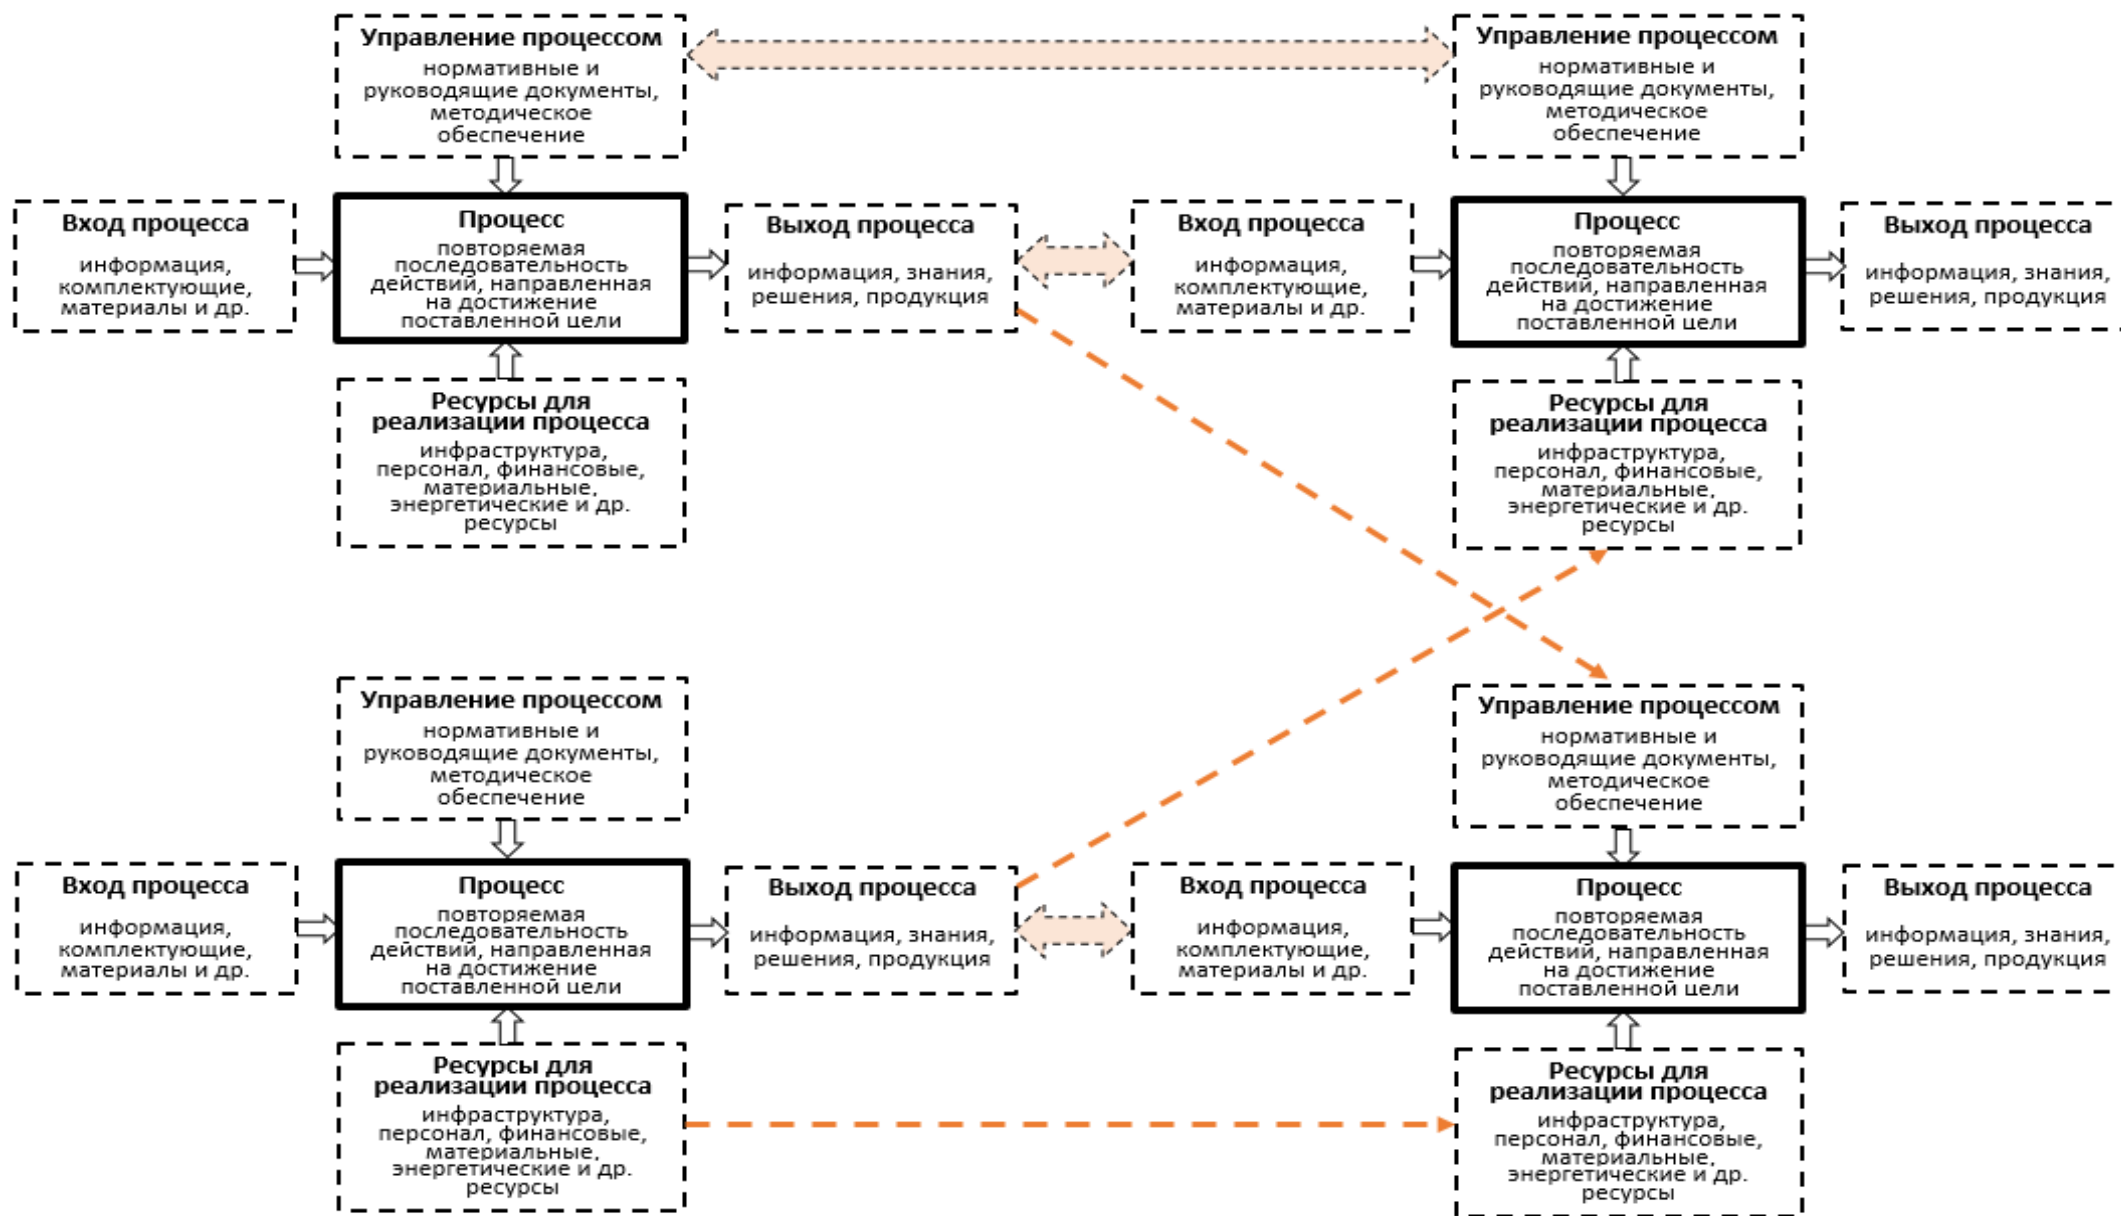 Управление процессом
нормативные и
руководящие документы,
методическое
обеспечение
Управление процессом
нормативные и
руководящие документы,
методическое
обеспечение
Вход процесса
информация,
комплектующие,
материалы и др.
Процесс
повторяемая
последовательность
действий, направленная
на достижение
поставленной цели
Выход процесса
информация, знания,
решения, продукция
Вход процесса
информация,
комплектующие,
материалы и др.
Процесс
повторяемая
последовательность
действий, направленная
на достижение
поставленной цели
Выход процесса
информация, знания,
решения, продукция
Ресурсы для
реализации процесса
инфраструктура,
персонал, финансовые,
материальные,
энергетические и др.
ресурсы
Ресурсы для
реализации процесса
инфраструктура,
персонал, финансовые,
материальные,
энергетические и др.
ресурсы
Управление процессом
нормативные и
руководящие документы,
методическое
обеспечение
Управление процессом
нормативные и
руководящие документы,
методическое
обеспечение
Вход процесса
информация,
комплектующие,
материалы и др.
Процесс
повторяемая
последовательность
действий, направленная
на достижение
поставленной цели
Выход процесса
информация, знания,
решения, продукция
Вход процесса
информация,
комплектующие,
материалы и др.
Процесс
повторяемая
последовательность
действий, направленная
на достижение
поставленной цели
Выход процесса
информация, знания,
решения, продукция
Ресурсы для
реализации процесса
инфраструктура,
персонал, финансовые,
материальные,
энергетические и др.
ресурсы
Ресурсы для
реализации процесса
инфраструктура,
персонал, финансовые,
материальные,
энергетические и др.
ресурсы